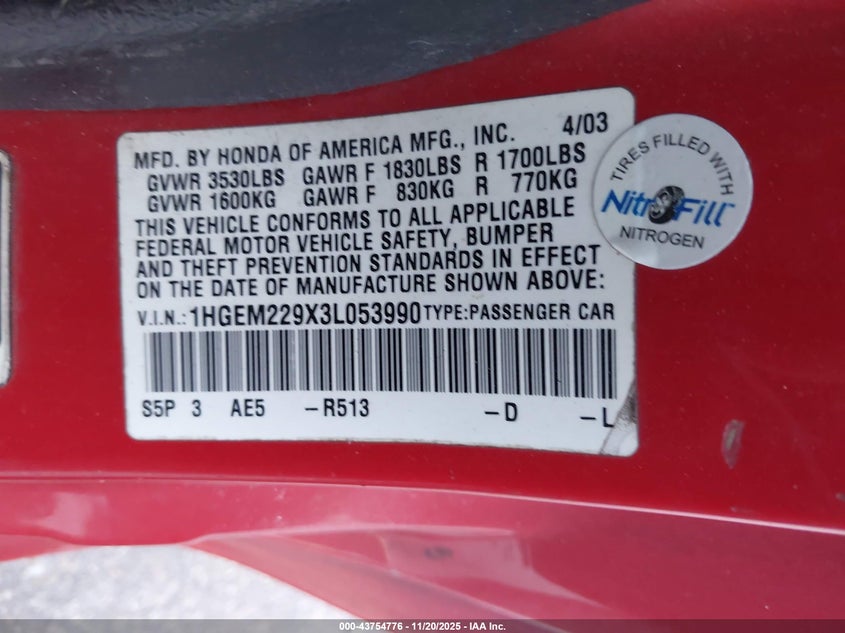 MFD. BY HONDA OF AMERICA MFG., INC. 4/03
GVWR 3530LBS GAWR F 1830LBS R 1700LBS
GVWR 1600KG GAWR F 830KG R 770KG
THIS VEHICLE CONFORMS TO ALL APPLICABLE
FEDERAL MOTOR VEHICLE SAFETY, BUMPER
AND THEFT PREVENTION STANDARDS IN EFFECT
ON THE DATE OF MANUFACTURE SHOWN ABOVE:
V.I.N.:1HGEM229X3L053990 TYPE:PASSENGER CAR
S5P 3 AE5 -R513 -D -L
TIRES FILLED WITH
NitroFill
NITROGEN
000-43754776 | 11/20/2025 - IAA Inc.